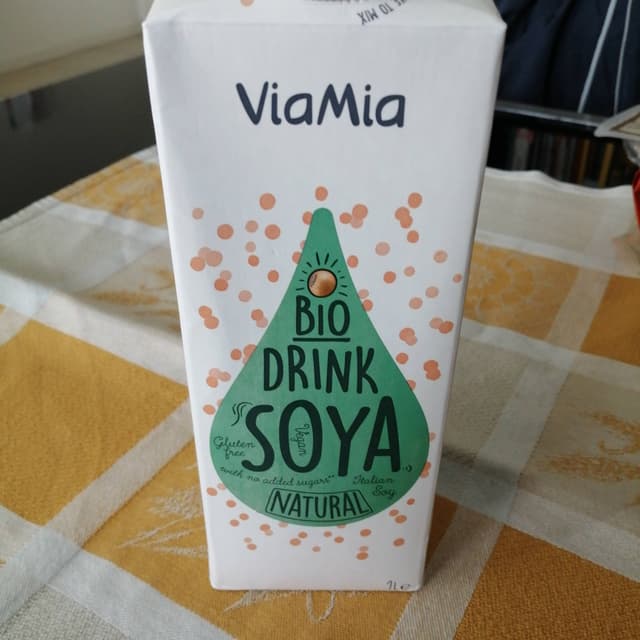 ViaMia
BIO
DRINK
SOYA
Vegan
Gluten
free
with no added sugars**
Italian
Soy
NATURAL
1L e